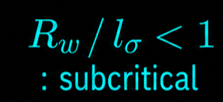 R_w / l_σ < 1
: subcritical